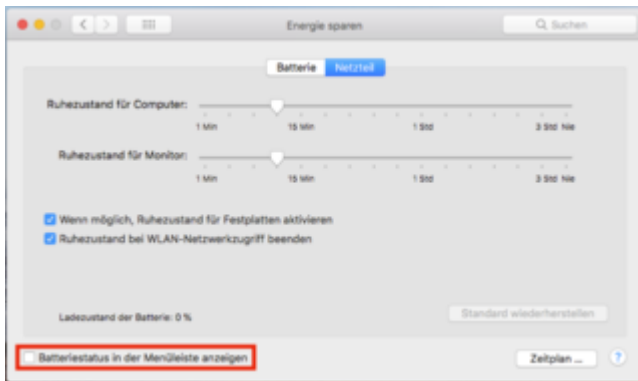 Energie sparen
Suchen
Batterie Netzteil
Ruhezustand für Computer:
1 Min 15 Min 1 Std 3 Std Nie
Ruhezustand für Monitor:
1 Min 15 Min 1 Std 3 Std Nie
Wenn möglich, Ruhezustand für Festplatten aktivieren
Ruhezustand bei WLAN-Netzwerkzugriff beenden
Ladezustand der Batterie: 0 %
Standard wiederherstellen
Batteriestatus in der Menüleiste anzeigen
Zeitplan ... ?